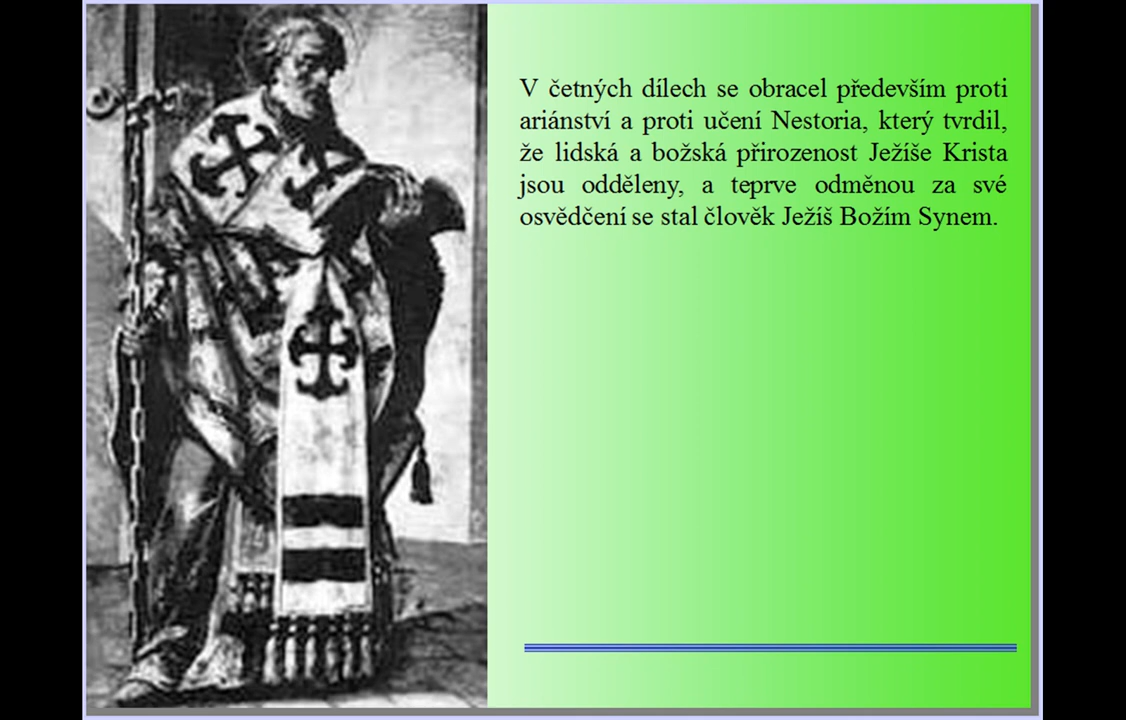 V četných dílech se obracel především proti
ariánství a proti učení Nestoria, který tvrdil,
že lidská a božská přirozenost Ježíše Krista
jsou odděleny, a teprve odměnou za své
osvědčení se stal člověk Ježíš Božím Synem.